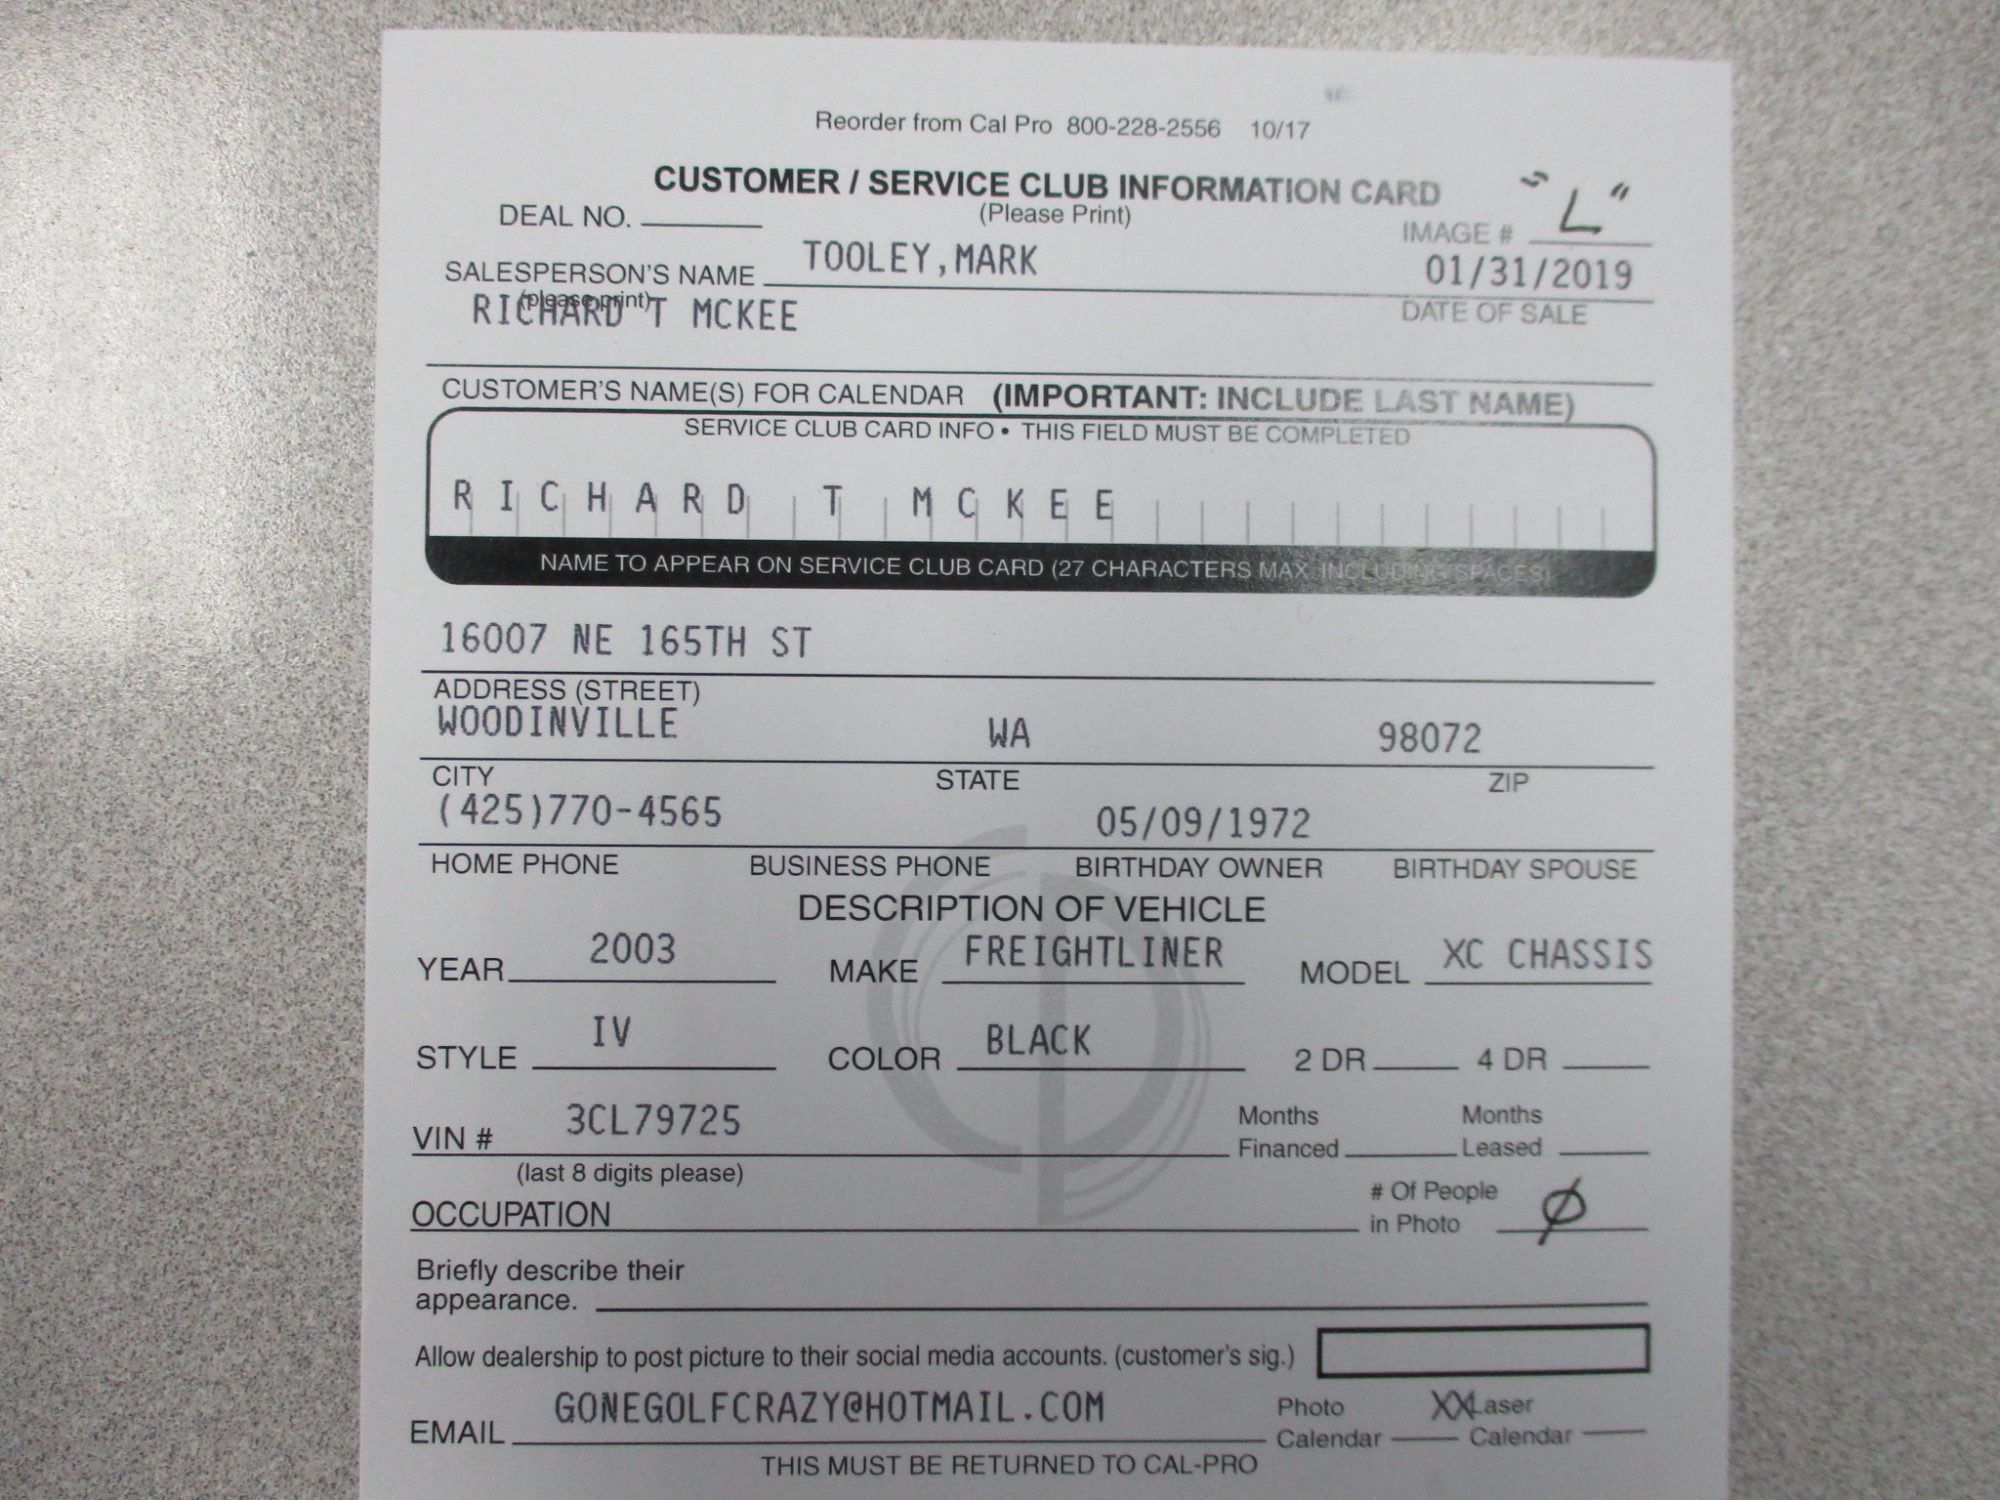 Reorder from Cal Pro 800-228-2556 10/17
CUSTOMER / SERVICE CLUB INFORMATION CARD
"L"
DEAL NO. (Please Print) IMAGE #
TOOLEY,MARK 01/31/2019
SALESPERSON'S NAME
(please print) DATE OF SALE
RICHARD T MCKEE
CUSTOMER'S NAME(S) FOR CALENDAR (IMPORTANT: INCLUDE LAST NAME)
SERVICE CLUB CARD INFO • THIS FIELD MUST BE COMPLETED
RICHARD T MCKEE
NAME TO APPEAR ON SERVICE CLUB CARD (27 CHARACTERS MAX. INCLUDING SPACES)
16007 NE 165TH ST
ADDRESS (STREET)
WOODINVILLE WA 98072
CITY STATE ZIP
(425)770-4565 05/09/1972
HOME PHONE BUSINESS PHONE BIRTHDAY OWNER BIRTHDAY SPOUSE
DESCRIPTION OF VEHICLE
YEAR 2003 MAKE FREIGHTLINER MODEL XC CHASSIS
STYLE IV COLOR BLACK 2 DR 4 DR
VIN # 3CL79725 Months Financed Months Leased
(last 8 digits please)
OCCUPATION # Of People in Photo Ø
Briefly describe their
appearance.
Allow dealership to post picture to their social media accounts. (customer's sig.)
EMAIL GONEGOLFCRAZY@HOTMAIL.COM Photo Calendar XX Laser Calendar
THIS MUST BE RETURNED TO CAL-PRO